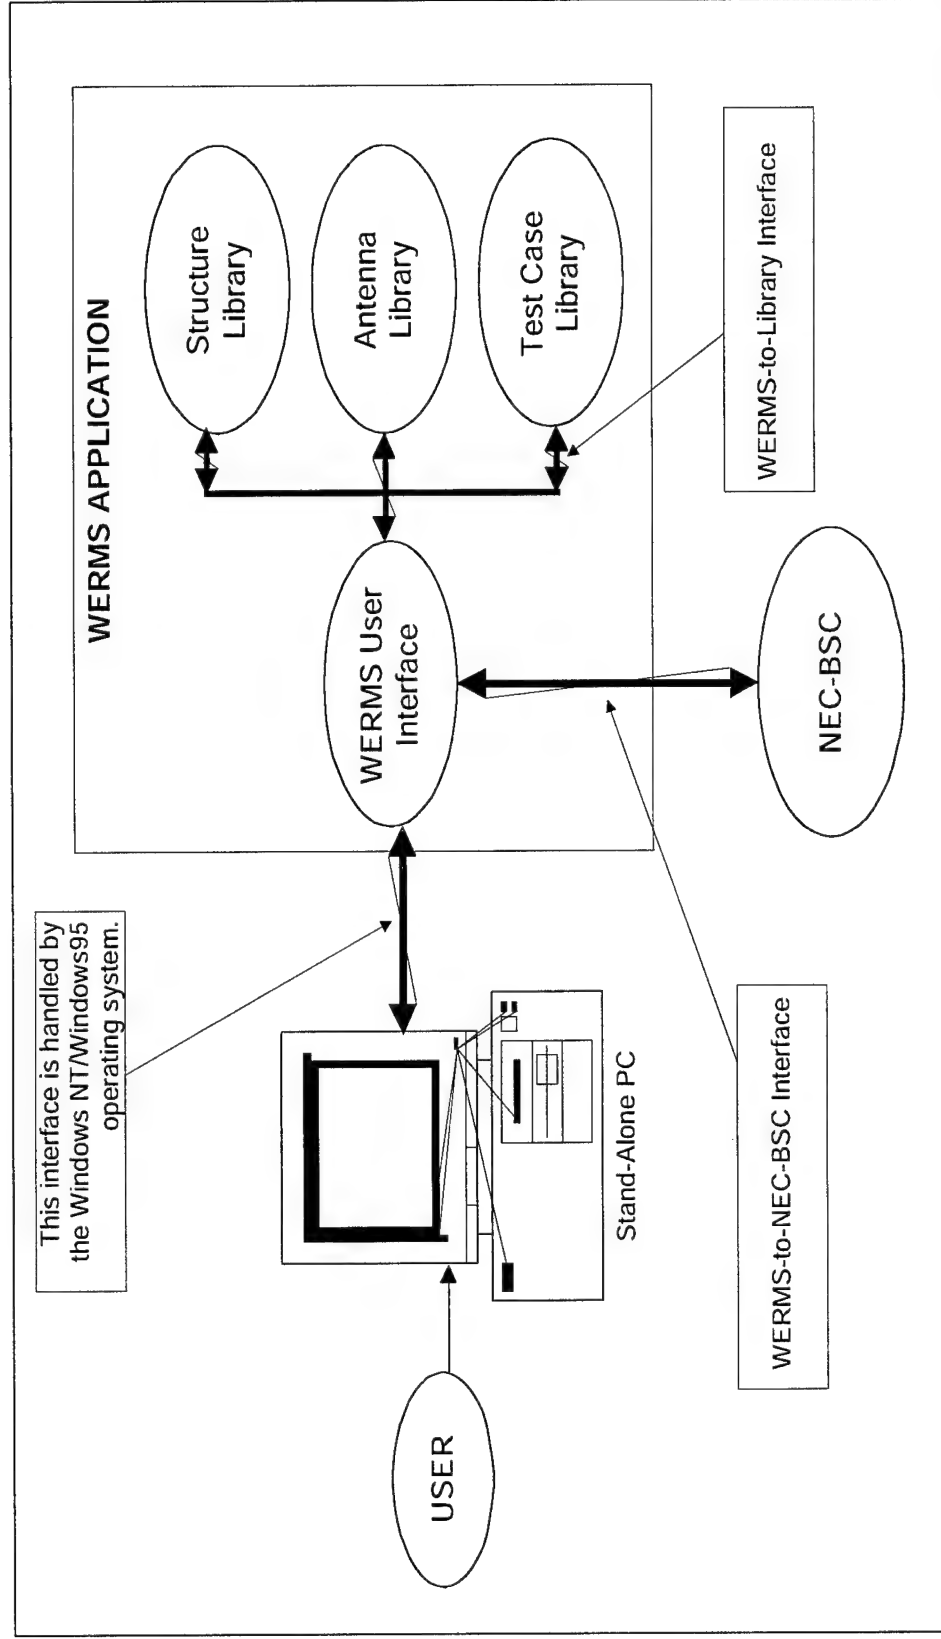 This interface is handled by
the Windows NT/Windows95
operating system.
WERMS APPLICATION
Structure
Library
Antenna
Library
Test Case
Library
WERMS User
Interface
USER
Stand-Alone PC
NEC-BSC
WERMS-to-NEC-BSC Interface
WERMS-to-Library Interface